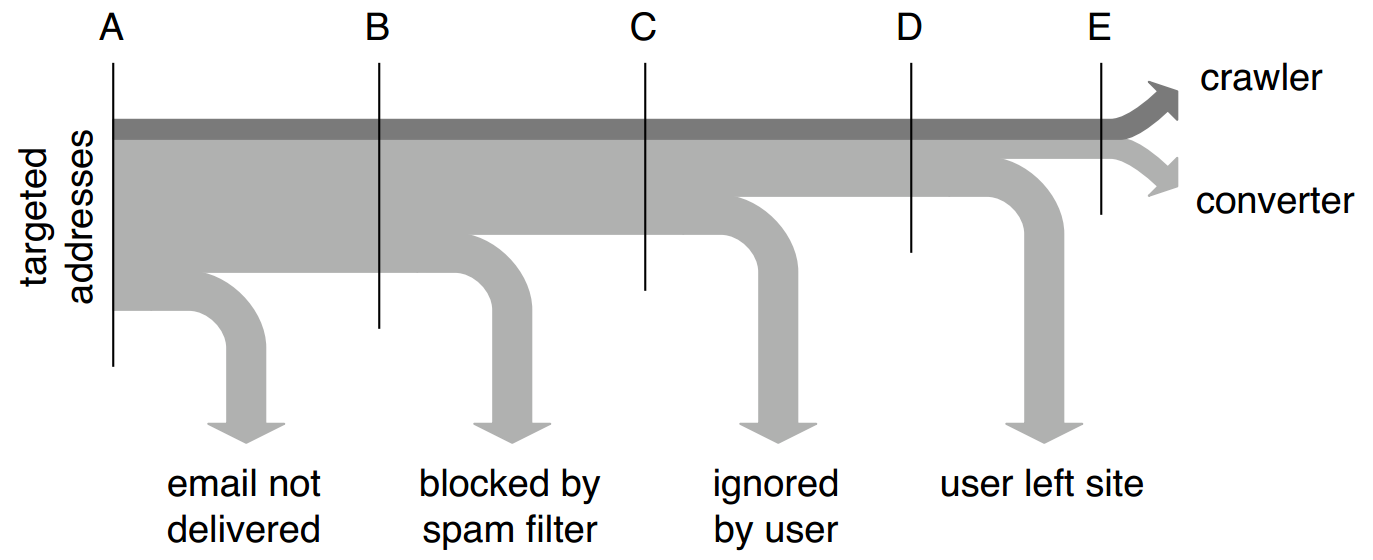 A
B
C
D
E
crawler
converter
targeted
addresses
email not
delivered
blocked by
spam filter
ignored
by user
user left site